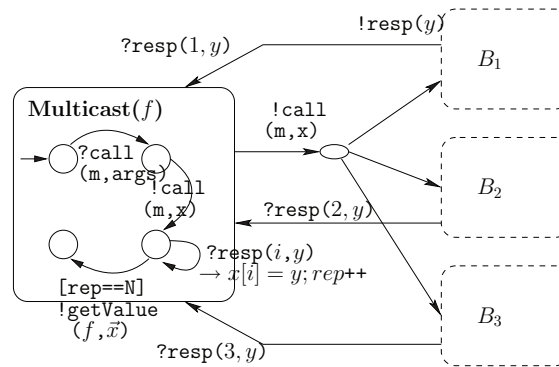 !resp(y)
?resp(1,y)
B₁
Multicast(f)
!call
(m,x)
?call
(m,args)
!call
(m,x)
B₂
?resp(2,y)
?resp(i,y)
→ x[i] = y; rep++
[rep==N]
!getValue
(f,x⃗)
B₃
?resp(3,y)